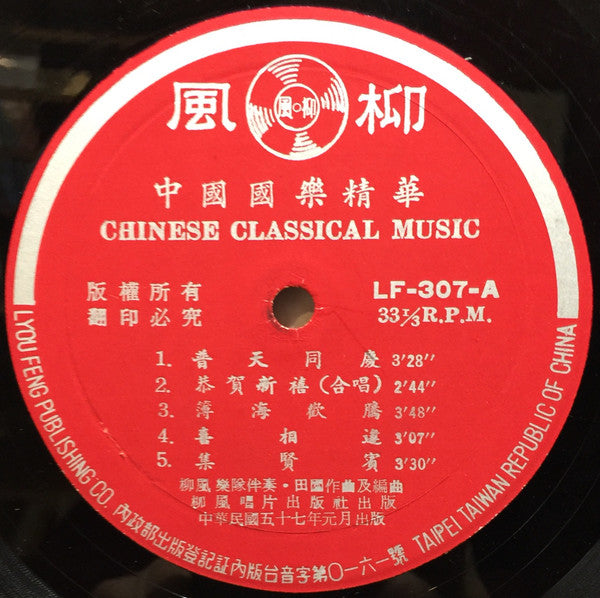 風 柳
風 柳
中國國樂精華
CHINESE CLASSICAL MUSIC
版權所有
翻印必究
LF-307-A
33⅓R.P.M.
1. 普天同慶 3'28"
2. 恭賀新禧(合唱) 2'44"
3. 簿海歡騰 3'48"
4. 喜相逢 3'07"
5. 集賢賓 3'30"
柳風樂隊伴奏·田園作曲及編曲
柳風唱片出版社出版
中華民國五十七年元月出版
LYOU FENG PUBLISHING CO. 內政部出版登記証內版台音字第〇一六一號 TAIPEI TAIWAN REPUBLIC OF CHINA